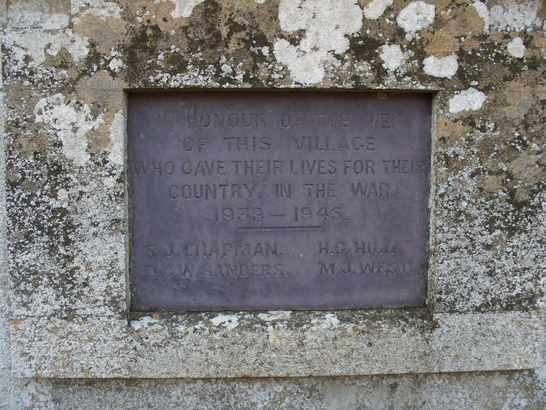 IN HONOUR OF THE MEN
OF THIS VILLAGE
WHO GAVE THEIR LIVES FOR THEIR
COUNTRY. IN THE WAR.
1939 — 1945.
S. J. CHAPMAN. H. G. HILL.
W. SANDERS. M. J. WEST.